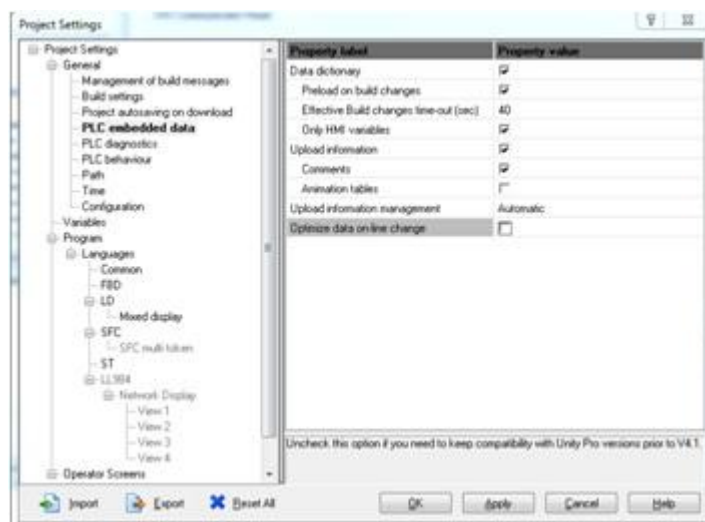 Project Settings
Project Settings
General
Management of build messages
Build settings
Project autosaving on download
PLC embedded data
PLC diagnostics
PLC behaviour
Path
Time
Configuration
Variables
Program
Languages
Common
FBD
LD
Mixed display
SFC
SFC multi token
ST
LL984
Network Display
View 1
View 2
View 3
View 4
Operator Screens
Property label Property value
Data dictionary
Preload on build changes
Effective Build changes time-out (sec) 40
Only HMI variables
Upload information
Comments
Animation tables
Upload information management Automatic
Optimize data on-line change
Uncheck this option if you need to keep compatibility with Unity Pro versions prior to V4.1.
Import Export Reset All OK Apply Cancel Help